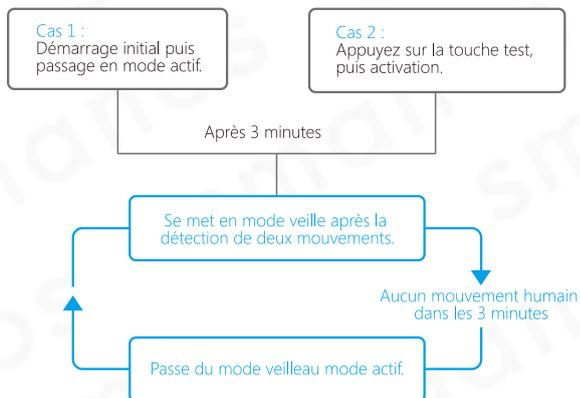 Cas 1 :
Démarrage initial puis
passage en mode actif.
Cas 2 :
Appuyez sur la touche test,
puis activation.
Après 3 minutes
Se met en mode veille après la
détection de deux mouvements.
Aucun mouvement humain
dans les 3 minutes
Passe du mode veilleau mode actif.